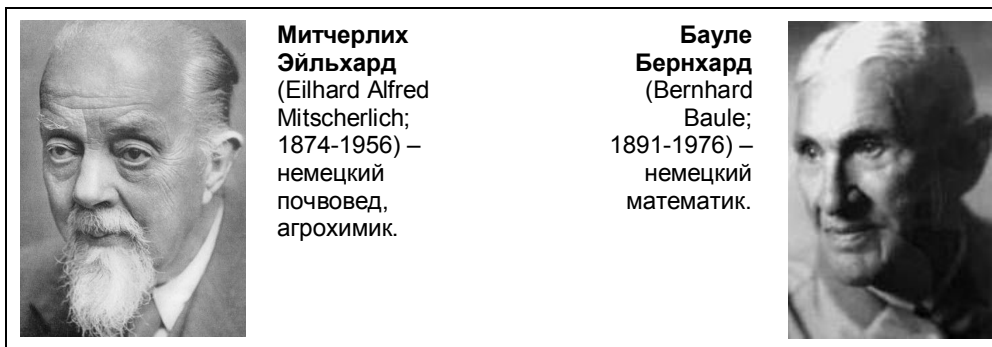 Митчерлих
Эйльхард
(Eilhard Alfred
Mitscherlich;
1874-1956) –
немецкий
почвовед,
агрохимик.
Бауле
Бернхард
(Bernhard
Baule;
1891-1976) –
немецкий
математик.